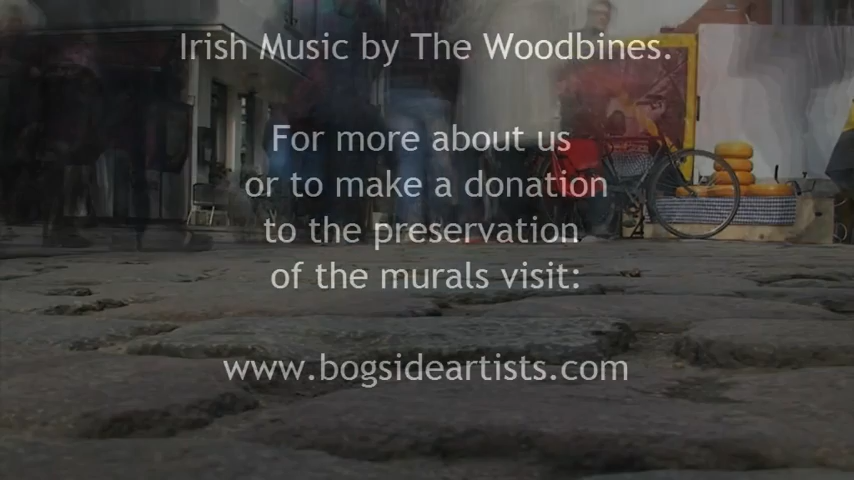 Irish Music by The Woodbines.
For more about us
or to make a donation
to the preservation
of the murals visit:
www.bogsideartists.com